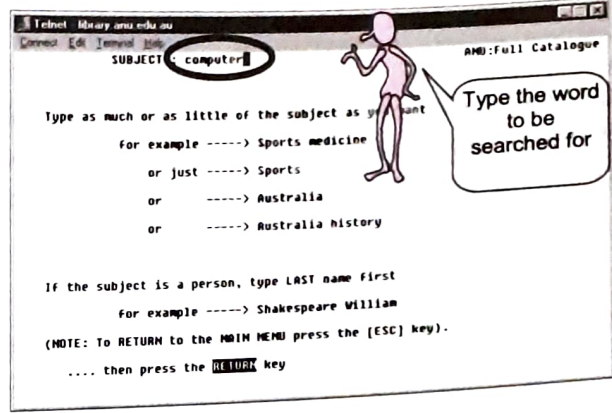 Telnet - library.anu.edu.au
Connect Edit Terminal Help
SUBJECT : computer
ANU:Full Catalogue
Type as much or as little of the subject as you want
for example -----> Sports medicine
or just -----> Sports
or -----> Australia
or -----> Australia history
If the subject is a person, type LAST name first
for example -----> Shakespeare William
(NOTE: To RETURN to the MAIN MENU press the [ESC] key).
.... then press the RETURN key
Type the word
to be
searched for